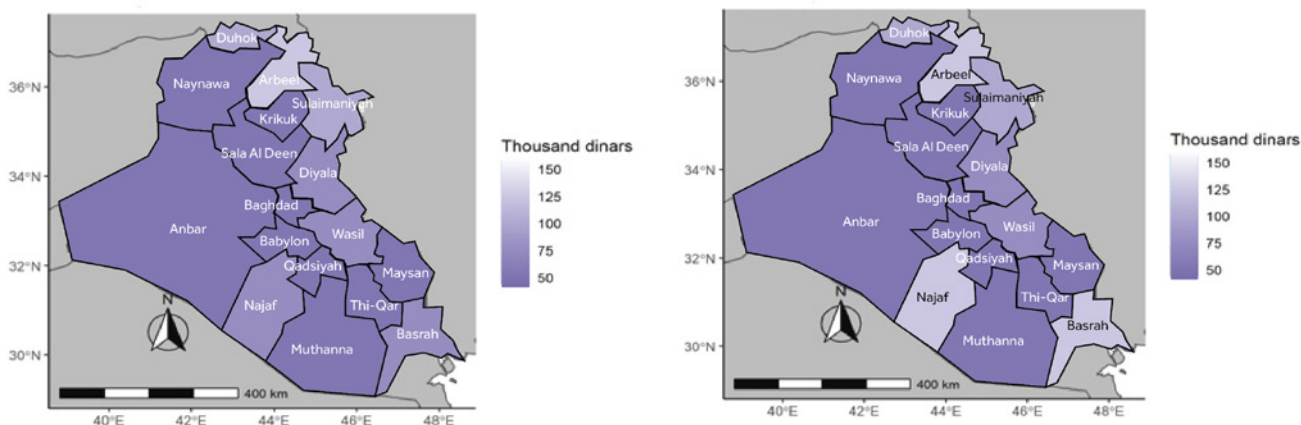 Duhok
Arbeel
Naynawa
36°N
Sulaimaniyah
Krikuk
Sala Al Deen
Diyala
34°N
Baghdad
Anbar
Wasil
Babylon
32°N
Qadsiyah
Maysan
N
Najaf
Thi-Qar
Basrah
Muthanna
30°N
400 km
40°E 42°E 44°E 46°E 48°E
Thousand dinars
150
125
100
75
50
Duhok
Arbeel
Naynawa
36°N
Sulaimaniyah
Krikuk
Sala Al Deen
Diyala
34°N
Baghdad
Anbar
Wasil
Babylon
32°N
Qadsiyah
Maysan
N
Najaf
Thi-Qar
Basrah
Muthanna
30°N
400 km
40°E 42°E 44°E 46°E 48°E
Thousand dinars
150
125
100
75
50